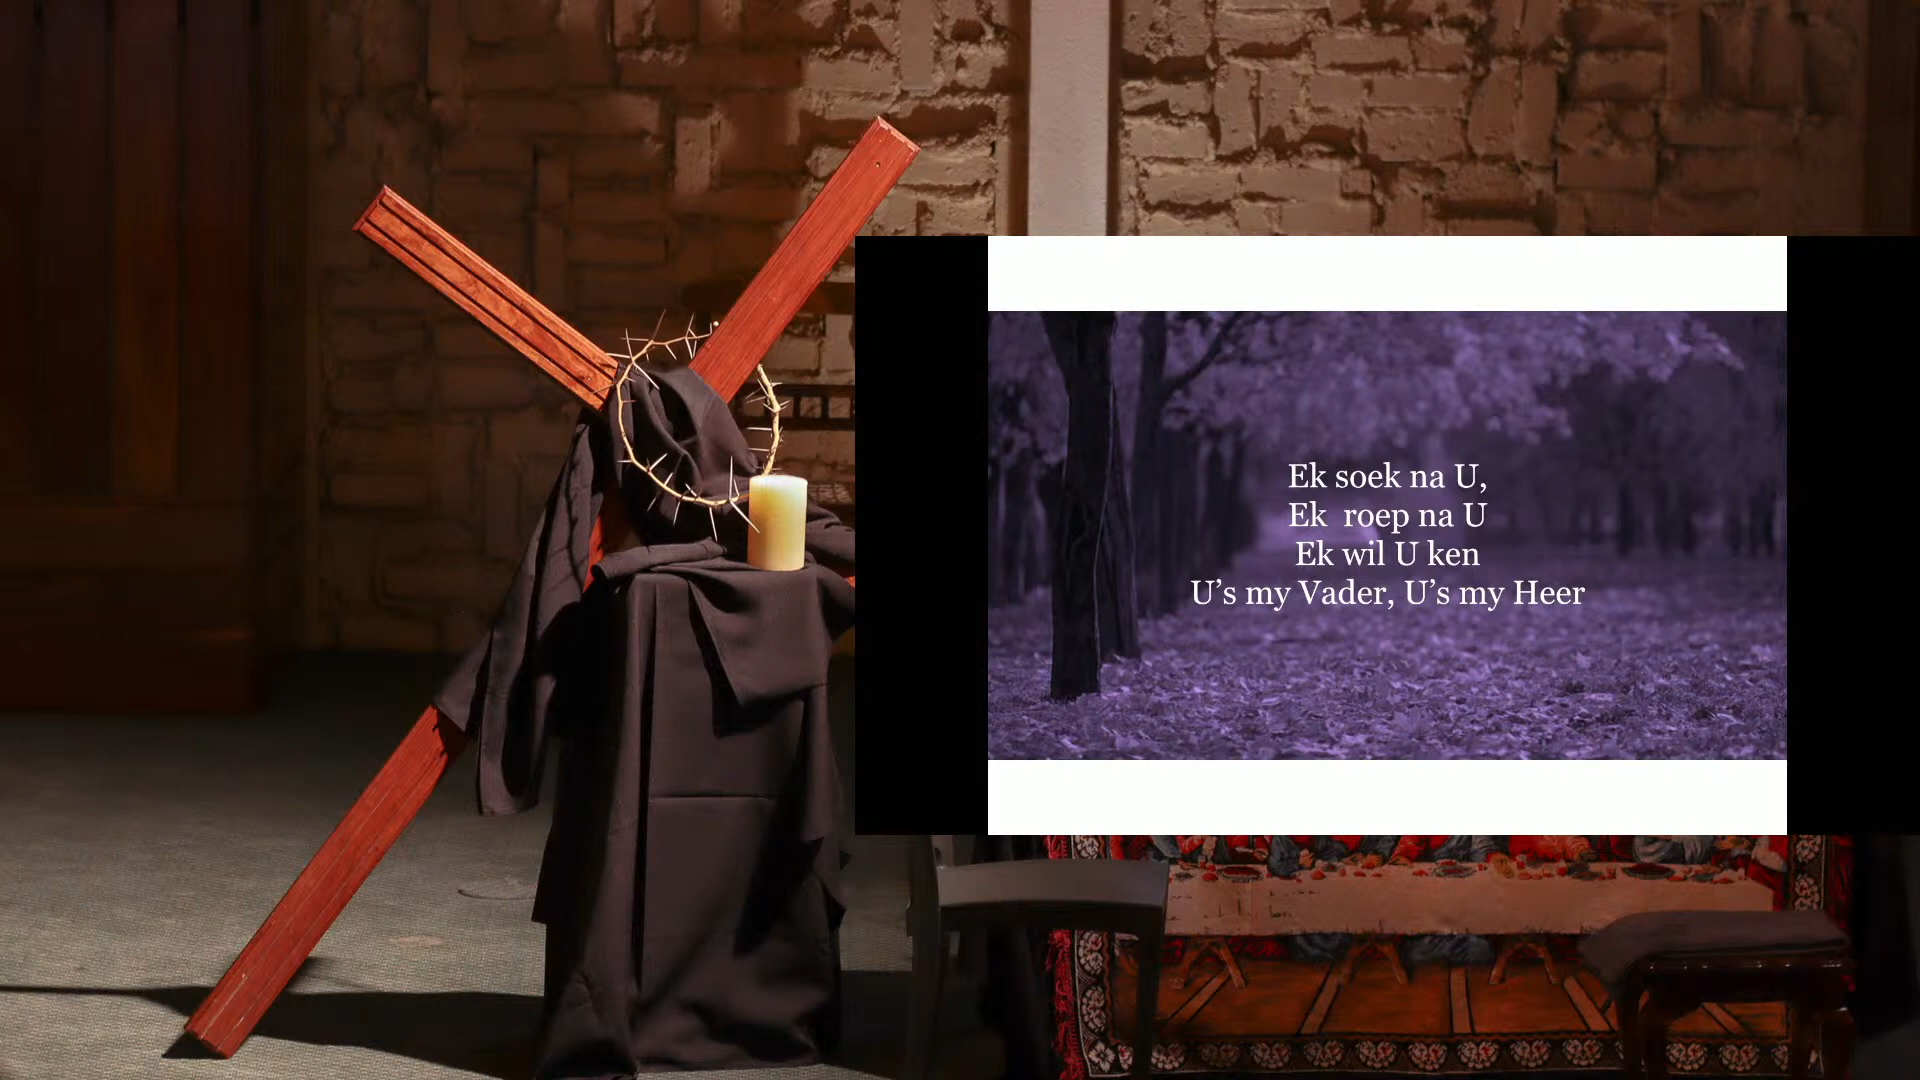 Ek soek na U,
Ek  roep na U
Ek wil U ken
U’s my Vader, U’s my Heer